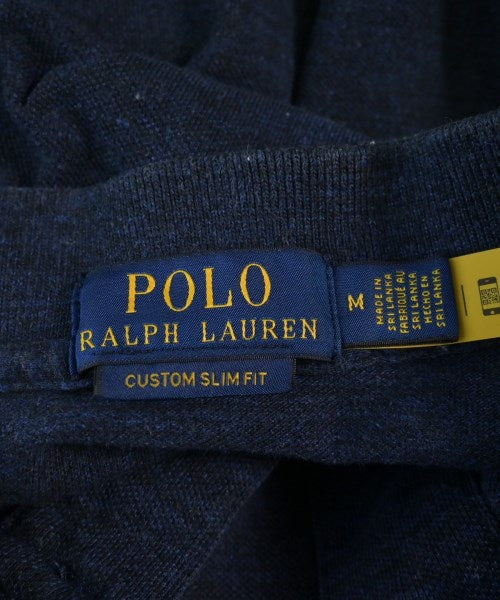 POLO
RALPH LAUREN
CUSTOM SLIM FIT
M
MADE IN
SRI LANKA
FABRIQUÉ AU
SRI LANKA
HECHO EN
SRI LANKA